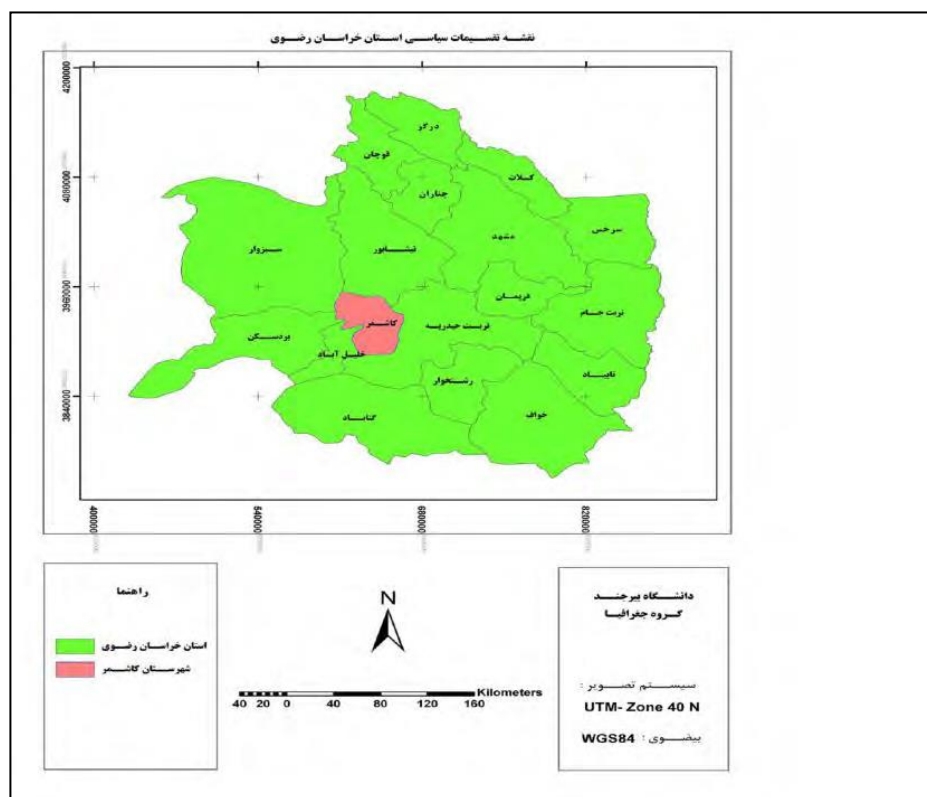 نقشه تقسیمات سیاسی استان خراسان رضوی
4200000
4080000
3960000
3840000
400000
540000
680000
820000
درگز
قوچان
کلات
چناران
سرخس
مشهد
نیشابور
سبزوار
فریمان
تربت جام
کاشمر
تربت حیدریه
بردسکن
خلیل آباد
تایباد
رشتخوار
خواف
گناباد
راهنما
استان خراسان رضوی
شهرستان کاشمر
N
Kilometers
40 20 0 40 80 120 160
دانشگاه بیرجند
گروه جغرافیا
سیستم تصویر :
UTM- Zone 40 N
بیضوی : WGS84